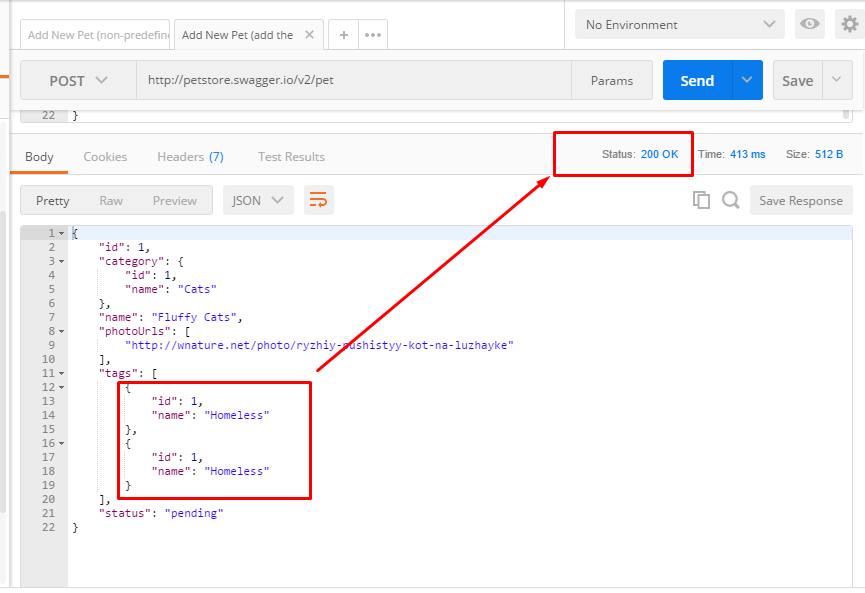 Add New Pet (non-predefine
Add New Pet (add the
No Environment
POST
http://petstore.swagger.io/v2/pet
Params
Send
Save
22 }
Body
Cookies
Headers (7)
Test Results
Status: 200 OK
Time: 413 ms
Size: 512 B
Pretty
Raw
Preview
JSON
Save Response
1 {
2 "id": 1,
3 "category": {
4 "id": 1,
5 "name": "Cats"
6 },
7 "name": "Fluffy Cats",
8 "photoUrls": [
9 "http://wnature.net/photo/ryzhiy-pushistyy-kot-na-luzhayke"
10 ],
11 "tags": [
12 {
13 "id": 1,
14 "name": "Homeless"
15 },
16 {
17 "id": 1,
18 "name": "Homeless"
19 }
20 ],
21 "status": "pending"
22 }